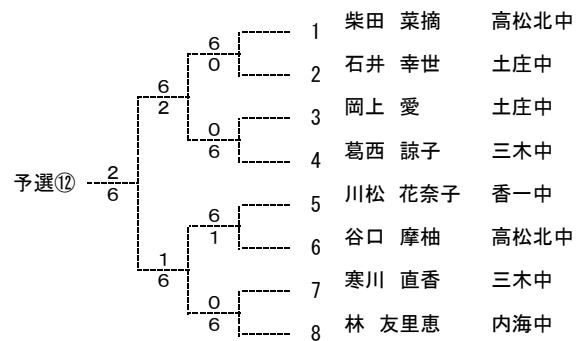 1 柴田 菜摘 高松北中
6
0
2 石井 幸世 土庄中
6
2
3 岡上 愛 土庄中
0
6
4 葛西 諒子 三木中
予選⑫
2
6
5 川松 花奈子 香一中
6
1
6 谷口 摩柚 高松北中
1
6
7 寒川 直香 三木中
0
6
8 林 友里恵 内海中